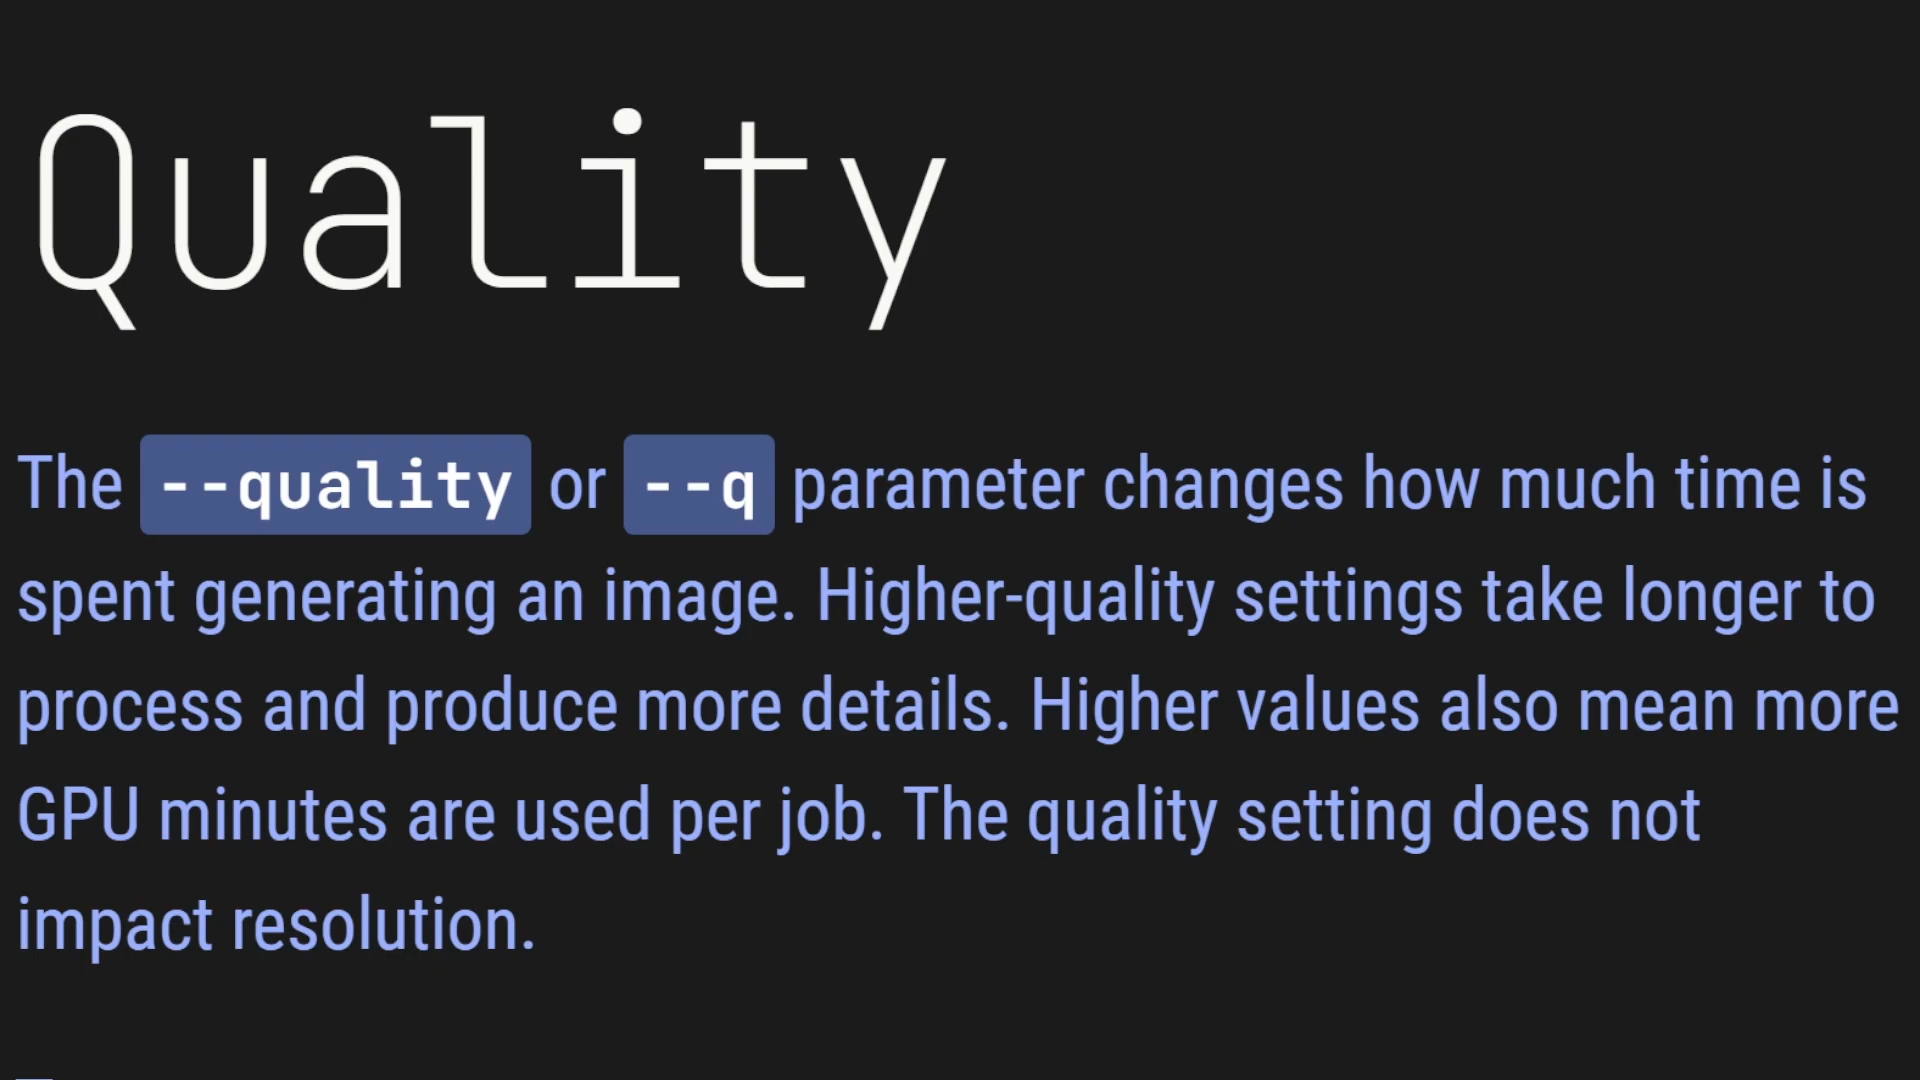 Quality
The --quality or --q parameter changes how much time is
spent generating an image. Higher-quality settings take longer to
process and produce more details. Higher values also mean more
GPU minutes are used per job. The quality setting does not
impact resolution.